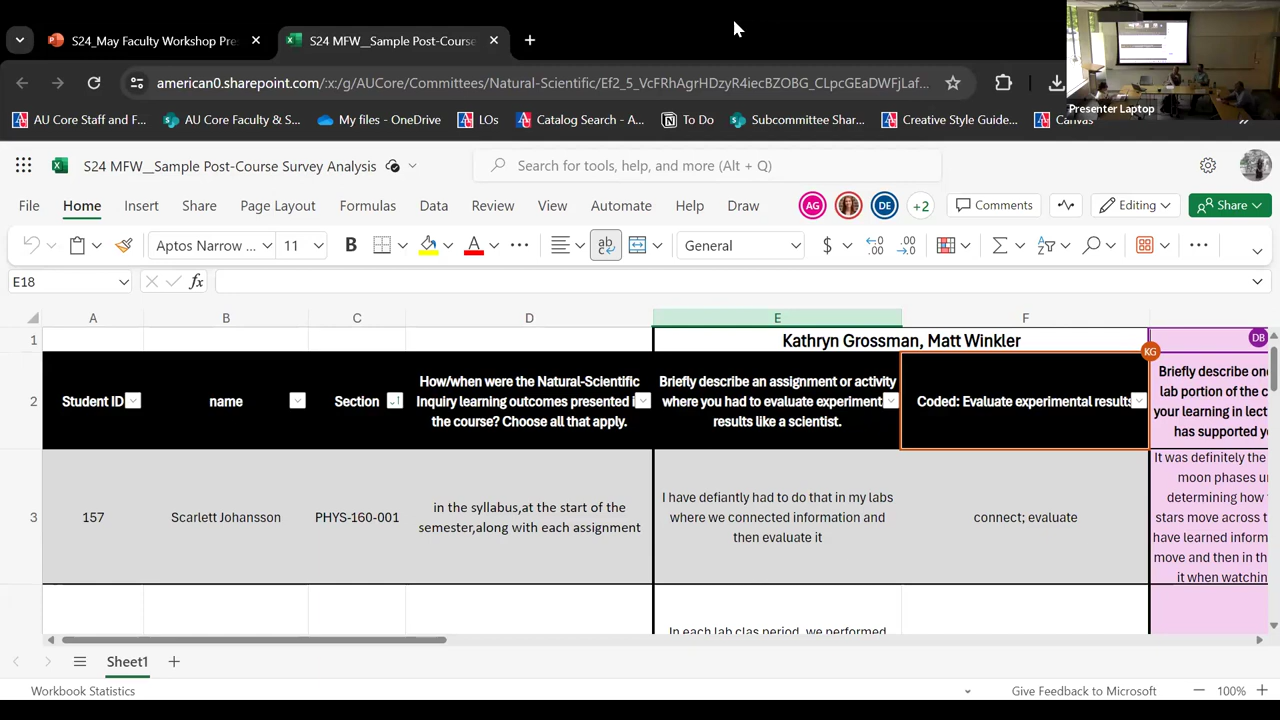 S24_May Faculty Workshop Pre
S24 MFW__Sample Post-Course
american0.sharepoint.com/:x:/g/AUCore/Committees/Natural-Scientific/Ef2_5_VcFRhAgrHDzyR4iecBZOBG_CLpcGEaDWFjLaf...
Presenter Laptop
AU Core Staff and F...
AU Core Faculty & S...
My files - OneDrive
LOs
Catalog Search - A...
To Do
Subcommittee Shar...
Creative Style Guide...
Canvas
S24 MFW__Sample Post-Course Survey Analysis
Search for tools, help, and more (Alt + Q)
File Home Insert Share Page Layout Formulas Data Review View Automate Help Draw
AG DE +2 Comments Editing Share
Aptos Narrow ... 11 B A ab General $
E18 fx
A B C D E F
1 Kathryn Grossman, Matt Winkler DB
KG
2 Student ID name Section
How/when were the Natural-Scientific
Inquiry learning outcomes presented i
the course? Choose all that apply.
Briefly describe an assignment or activity
where you had to evaluate experiment
results like a scientist.
Coded: Evaluate experimental results
Briefly describe one
lab portion of the c
your learning in lect
has supported yo
3 157 Scarlett Johansson PHYS-160-001
in the syllabus,at the start of the
semester,along with each assignment
I have defiantly had to do that in my labs
where we connected information and
then evaluate it
connect; evaluate
It was definitely the
moon phases u
determining how
stars move across t
have learned inform
move and then in th
it when watchin
In each lab clas period, we performed
Sheet1
Workbook Statistics
Give Feedback to Microsoft
100%